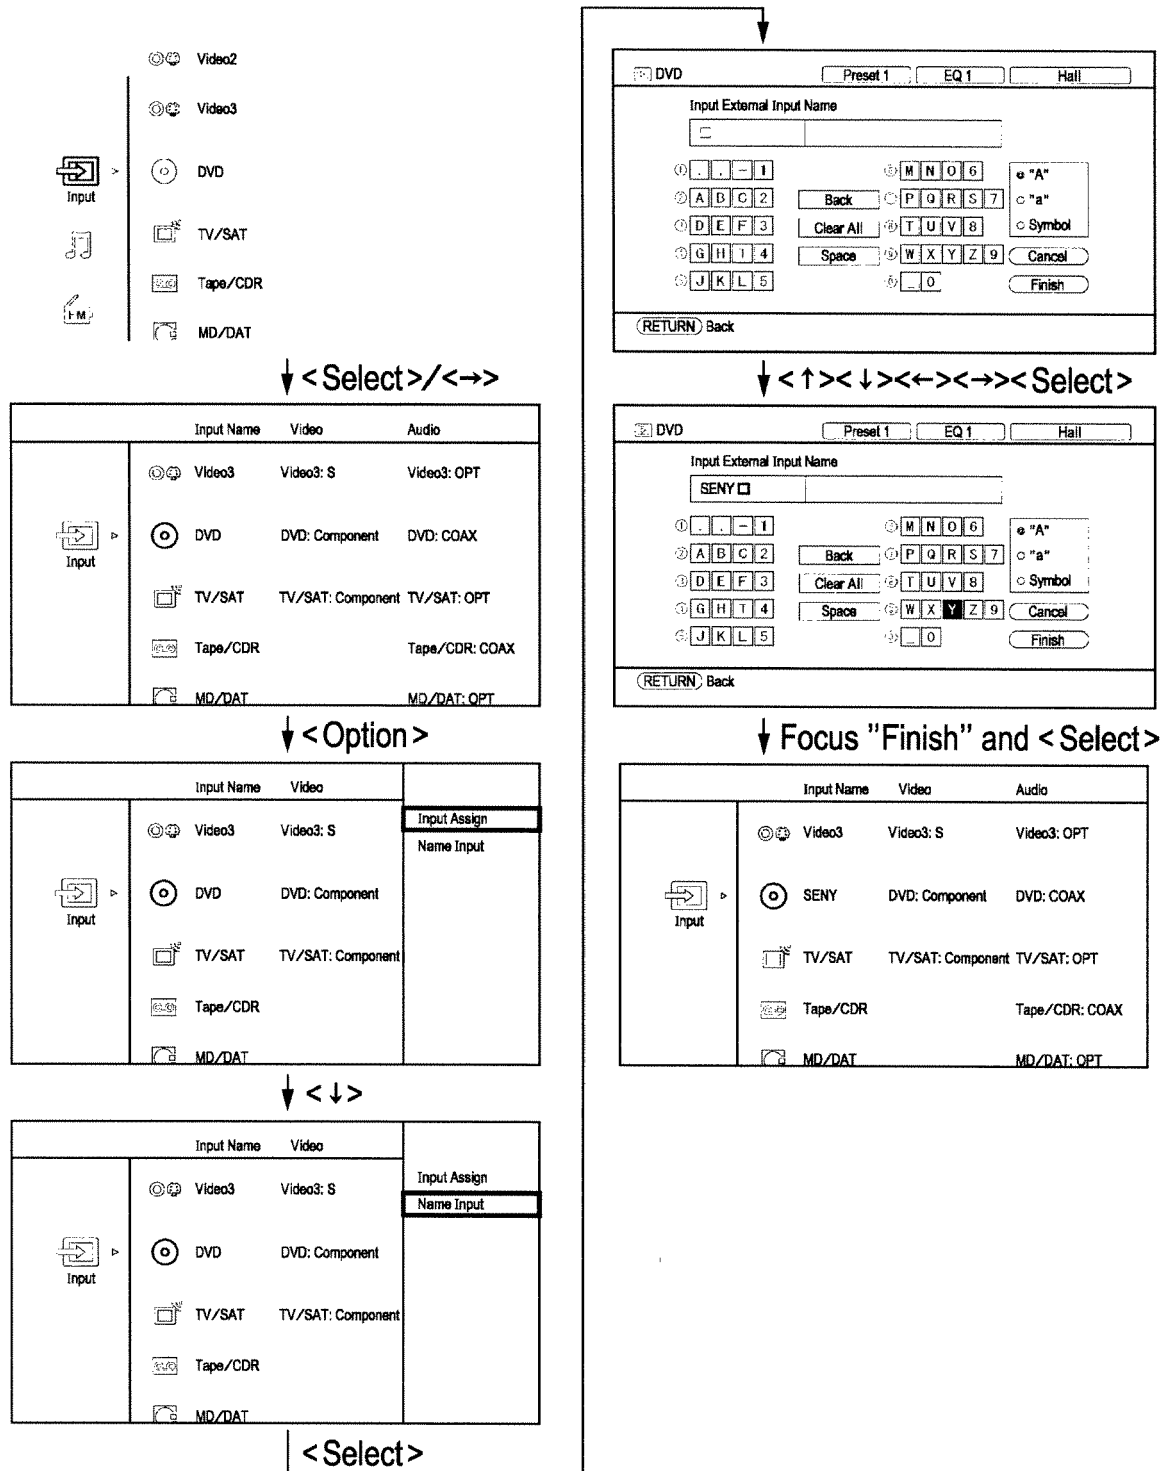 Video2
Video3
DVD
Input
TV/SAT
Tape/CDR
FM
MD/DAT
<Select>/<→>
Input Name Video Audio
Video3 Video3: S Video3: OPT
DVD DVD: Component DVD: COAX
Input
TV/SAT TV/SAT: Component TV/SAT: OPT
Tape/CDR Tape/CDR: COAX
MD/DAT MD/DAT: OPT
<Option>
Input Name Video
Input Assign
Video3 Video3: S
Name Input
DVD DVD: Component
Input
TV/SAT TV/SAT: Component
Tape/CDR
MD/DAT
<↓>
Input Name Video
Input Assign
Video3 Video3: S
Name Input
DVD DVD: Component
Input
TV/SAT TV/SAT: Component
Tape/CDR
MD/DAT
<Select>
DVD Preset 1 EQ 1 Hall
Input External Input Name
① . , - 1 M N O 6 "A"
② A B C 2 Back P Q R S 7 "a"
D E F 3 Clear All T U V 8 Symbol
G H I 4 Space W X Y Z 9 Cancel
J K L 5 _ 0 Finish
RETURN Back
<↑><↓><←><→><Select>
DVD Preset 1 EQ 1 Hall
Input External Input Name
SENY
① . , - 1 M N O 6 "A"
② A B C 2 Back P Q R S 7 "a"
③ D E F 3 Clear All T U V 8 Symbol
G H I 4 Space W X Y Z 9 Cancel
J K L 5 _ 0 Finish
RETURN Back
Focus "Finish" and <Select>
Input Name Video Audio
Video3 Video3: S Video3: OPT
SENY DVD: Component DVD: COAX
Input
TV/SAT TV/SAT: Component TV/SAT: OPT
Tape/CDR Tape/CDR: COAX
MD/DAT MD/DAT: OPT